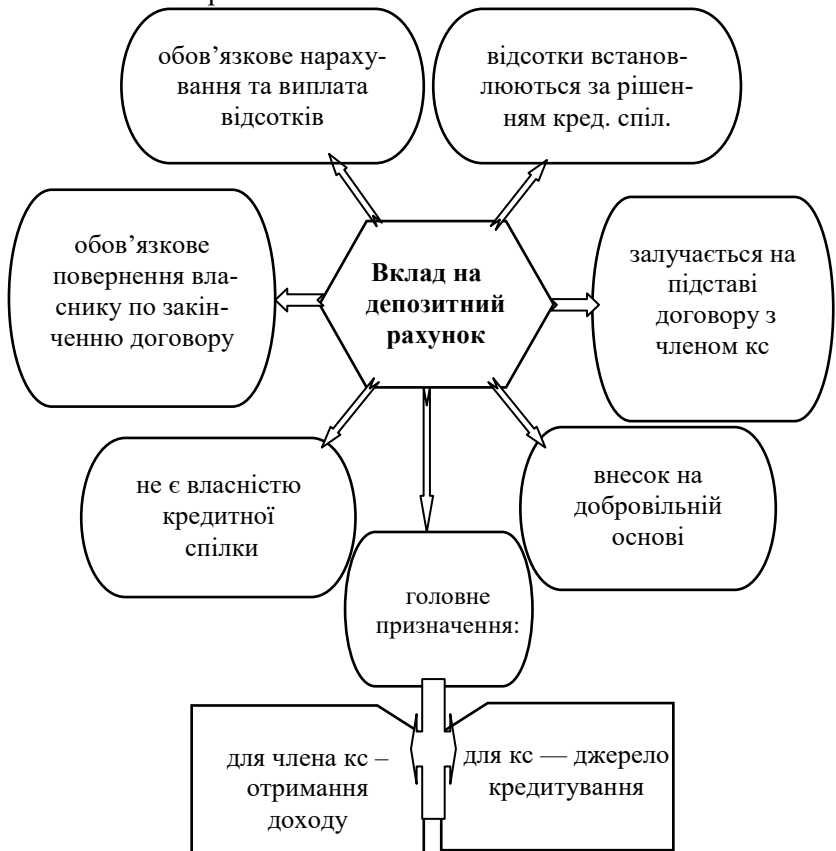 обов’язкове нараху-
вання та виплата
відсотків
відсотки встанов-
люються за рішен-
ням кред. спіл.
обов’язкове
повернення вла-
снику по закін-
ченню договору
Вклад на
депозитний
рахунок
залучається на
підставі
договору з
членом кс
не є власністю
кредитної
спілки
внесок на
добровільній
основі
головне
призначення:
для члена кс –
отримання
доходу
для кс — джерело
кредитування